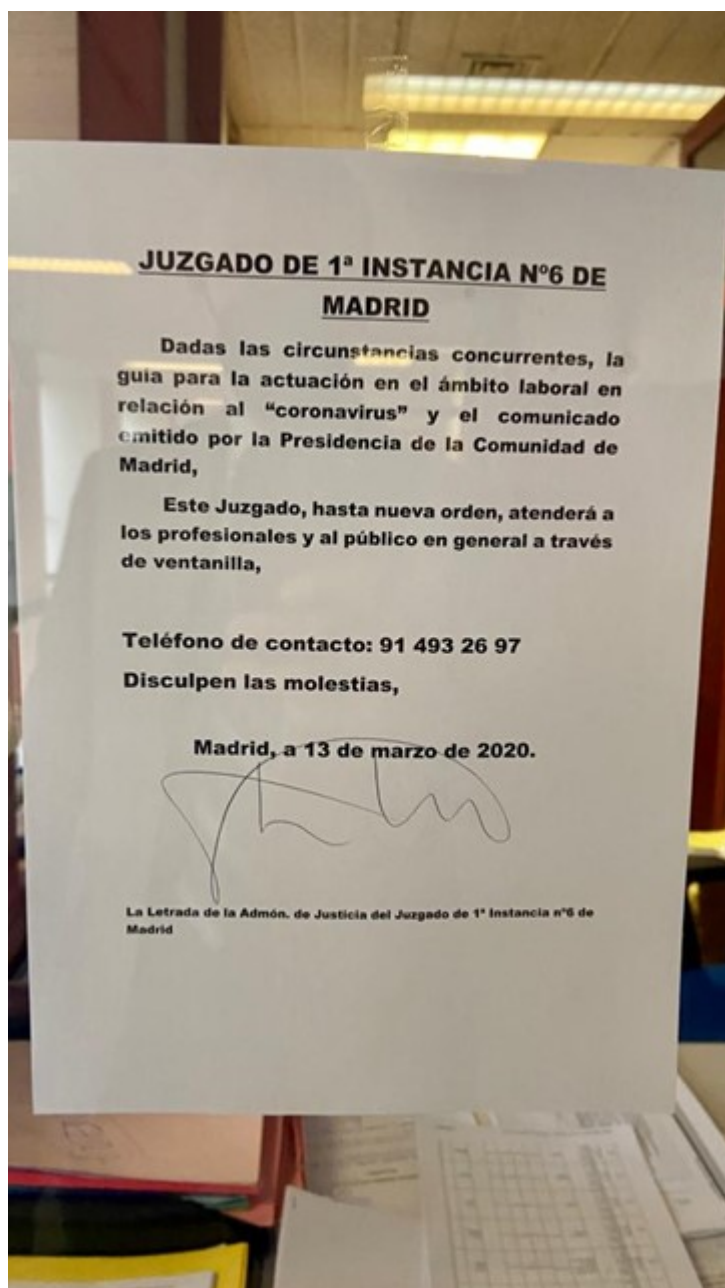 JUZGADO DE 1ª INSTANCIA Nº6 DE
MADRID
Dadas las circunstancias concurrentes, la
guia para la actuación en el ámbito laboral en
relación al “coronavirus” y el comunicado
emitido por la Presidencia de la Comunidad de
Madrid,
Este Juzgado, hasta nueva orden, atenderá a
los profesionales y al público en general a través
de ventanilla,
Teléfono de contacto: 91 493 26 97
Disculpen las molestias,
Madrid, a 13 de marzo de 2020.
La Letrada de la Admón. de Justicia del Juzgado de 1ª Instancia nº6 de
Madrid